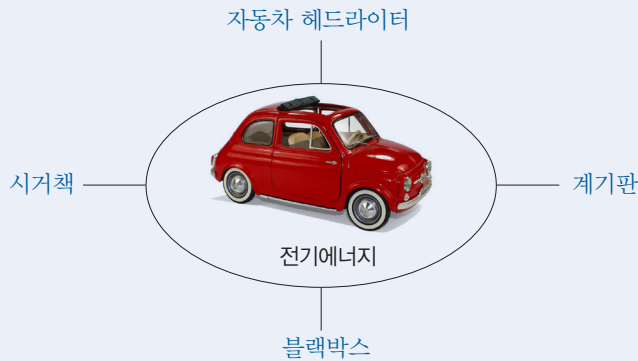 자동차 헤드라이터
시거책
계기판
전기에너지
블랙박스